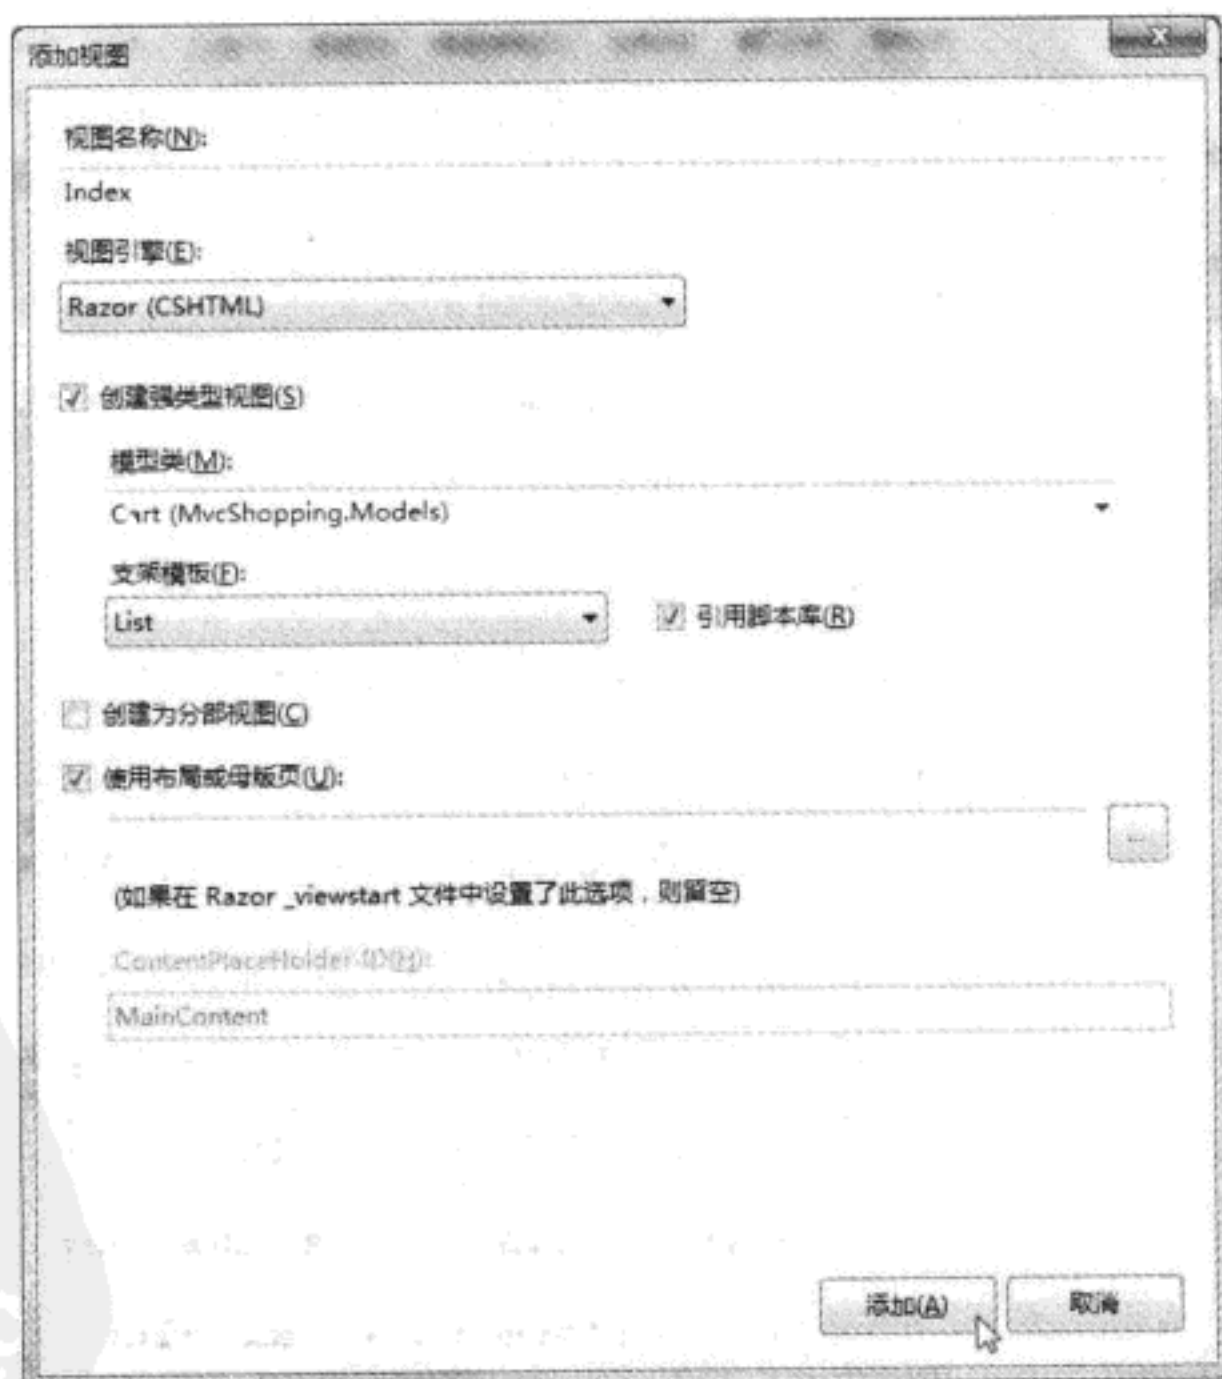 添加视图
视图名称(N):
Index
视图引擎(E):
Razor (CSHTML)
创建强类型视图(S)
模型类(M):
Cart (MvcShopping.Models)
支架模板(F):
List
引用脚本库(R)
创建为分部视图(C)
使用布局或母版页(U):
...
(如果在 Razor _viewstart 文件中设置了此选项，则留空)
ContentPlaceHolder ID(H):
MainContent
添加(A)
取消